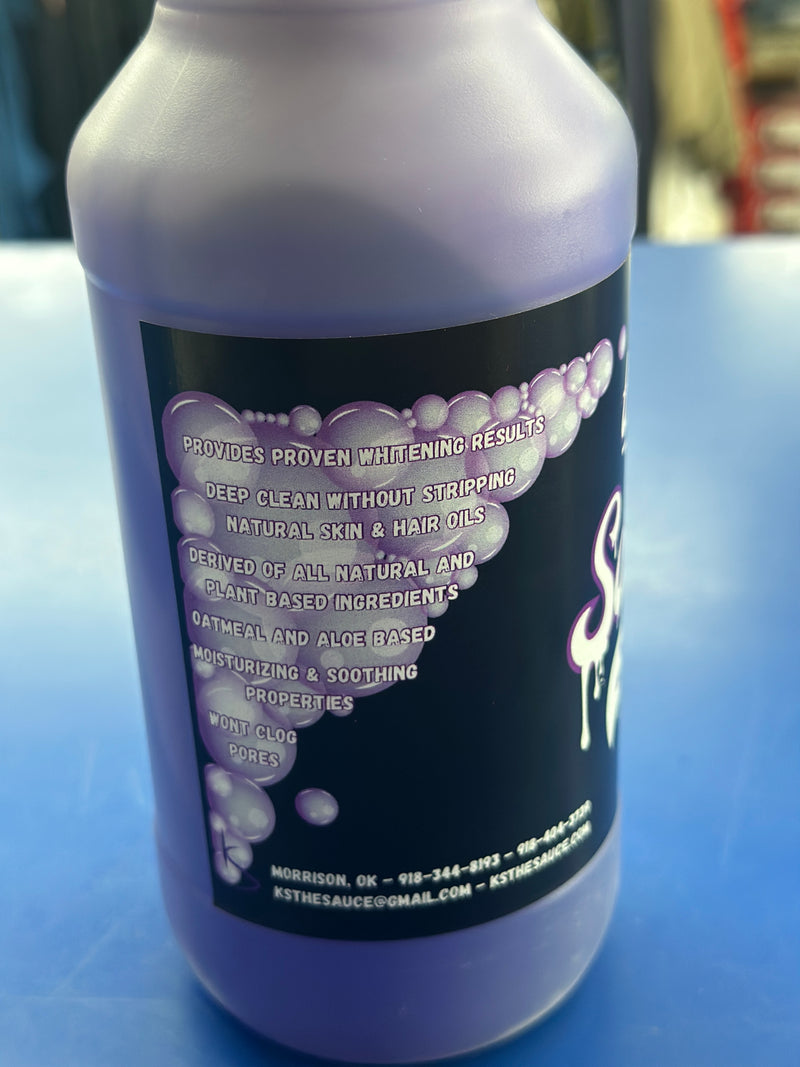 PROVIDES PROVEN WHITENING RESULTS
DEEP CLEAN WITHOUT STRIPPING
NATURAL SKIN & HAIR OILS
DERIVED OF ALL NATURAL AND
PLANT BASED INGREDIENTS
OATMEAL AND ALOE BASED
MOISTURIZING & SOOTHING
PROPERTIES
WONT CLOG
PORES
K
MORRISON, OK - 918-344-8193 - 918-404-3739
KSTHESAUCE@GMAIL.COM - KSTHESAUCE.COM